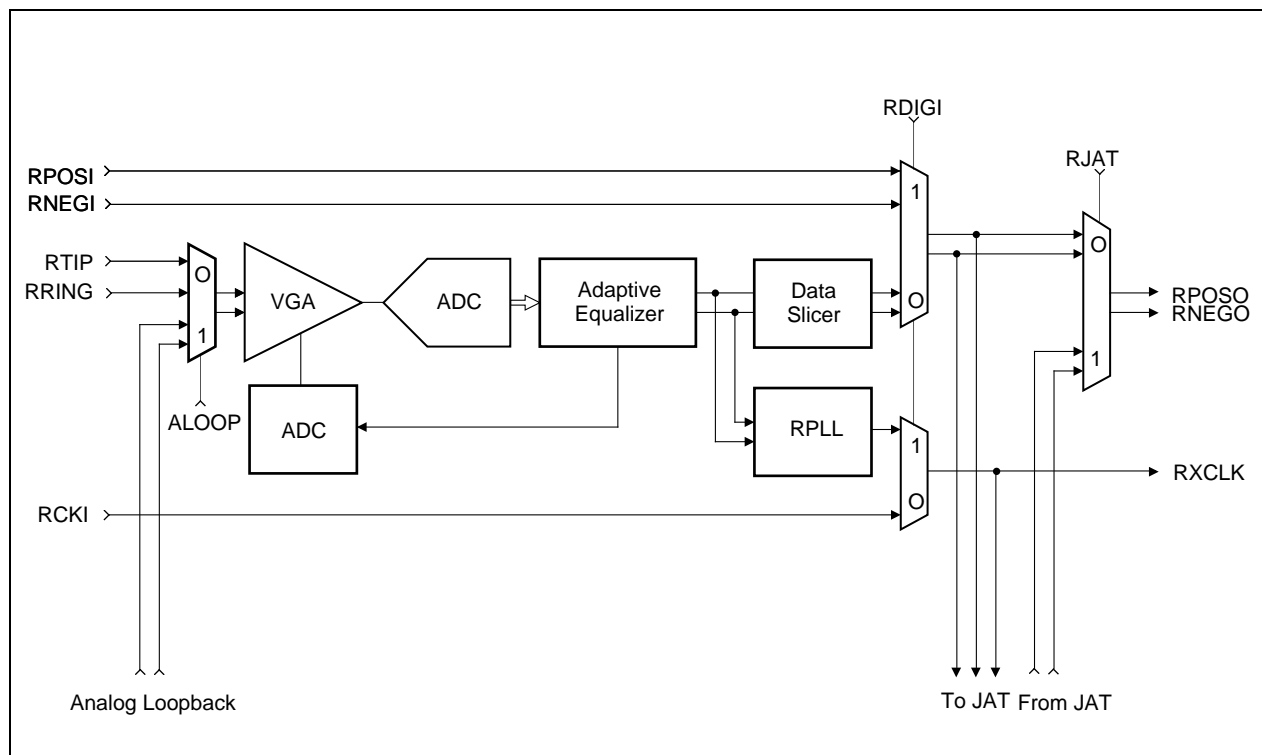 RDIGI
RJAT
RPOSI
RNEGI
1
RTIP
RRING
O
1
VGA
ADC
Adaptive
Equalizer
Data
Slicer
O
O
1
RPOSO
RNEGO
ALOOP
ADC
RPLL
1
O
RXCLK
RCKI
Analog Loopback
To JAT
From JAT